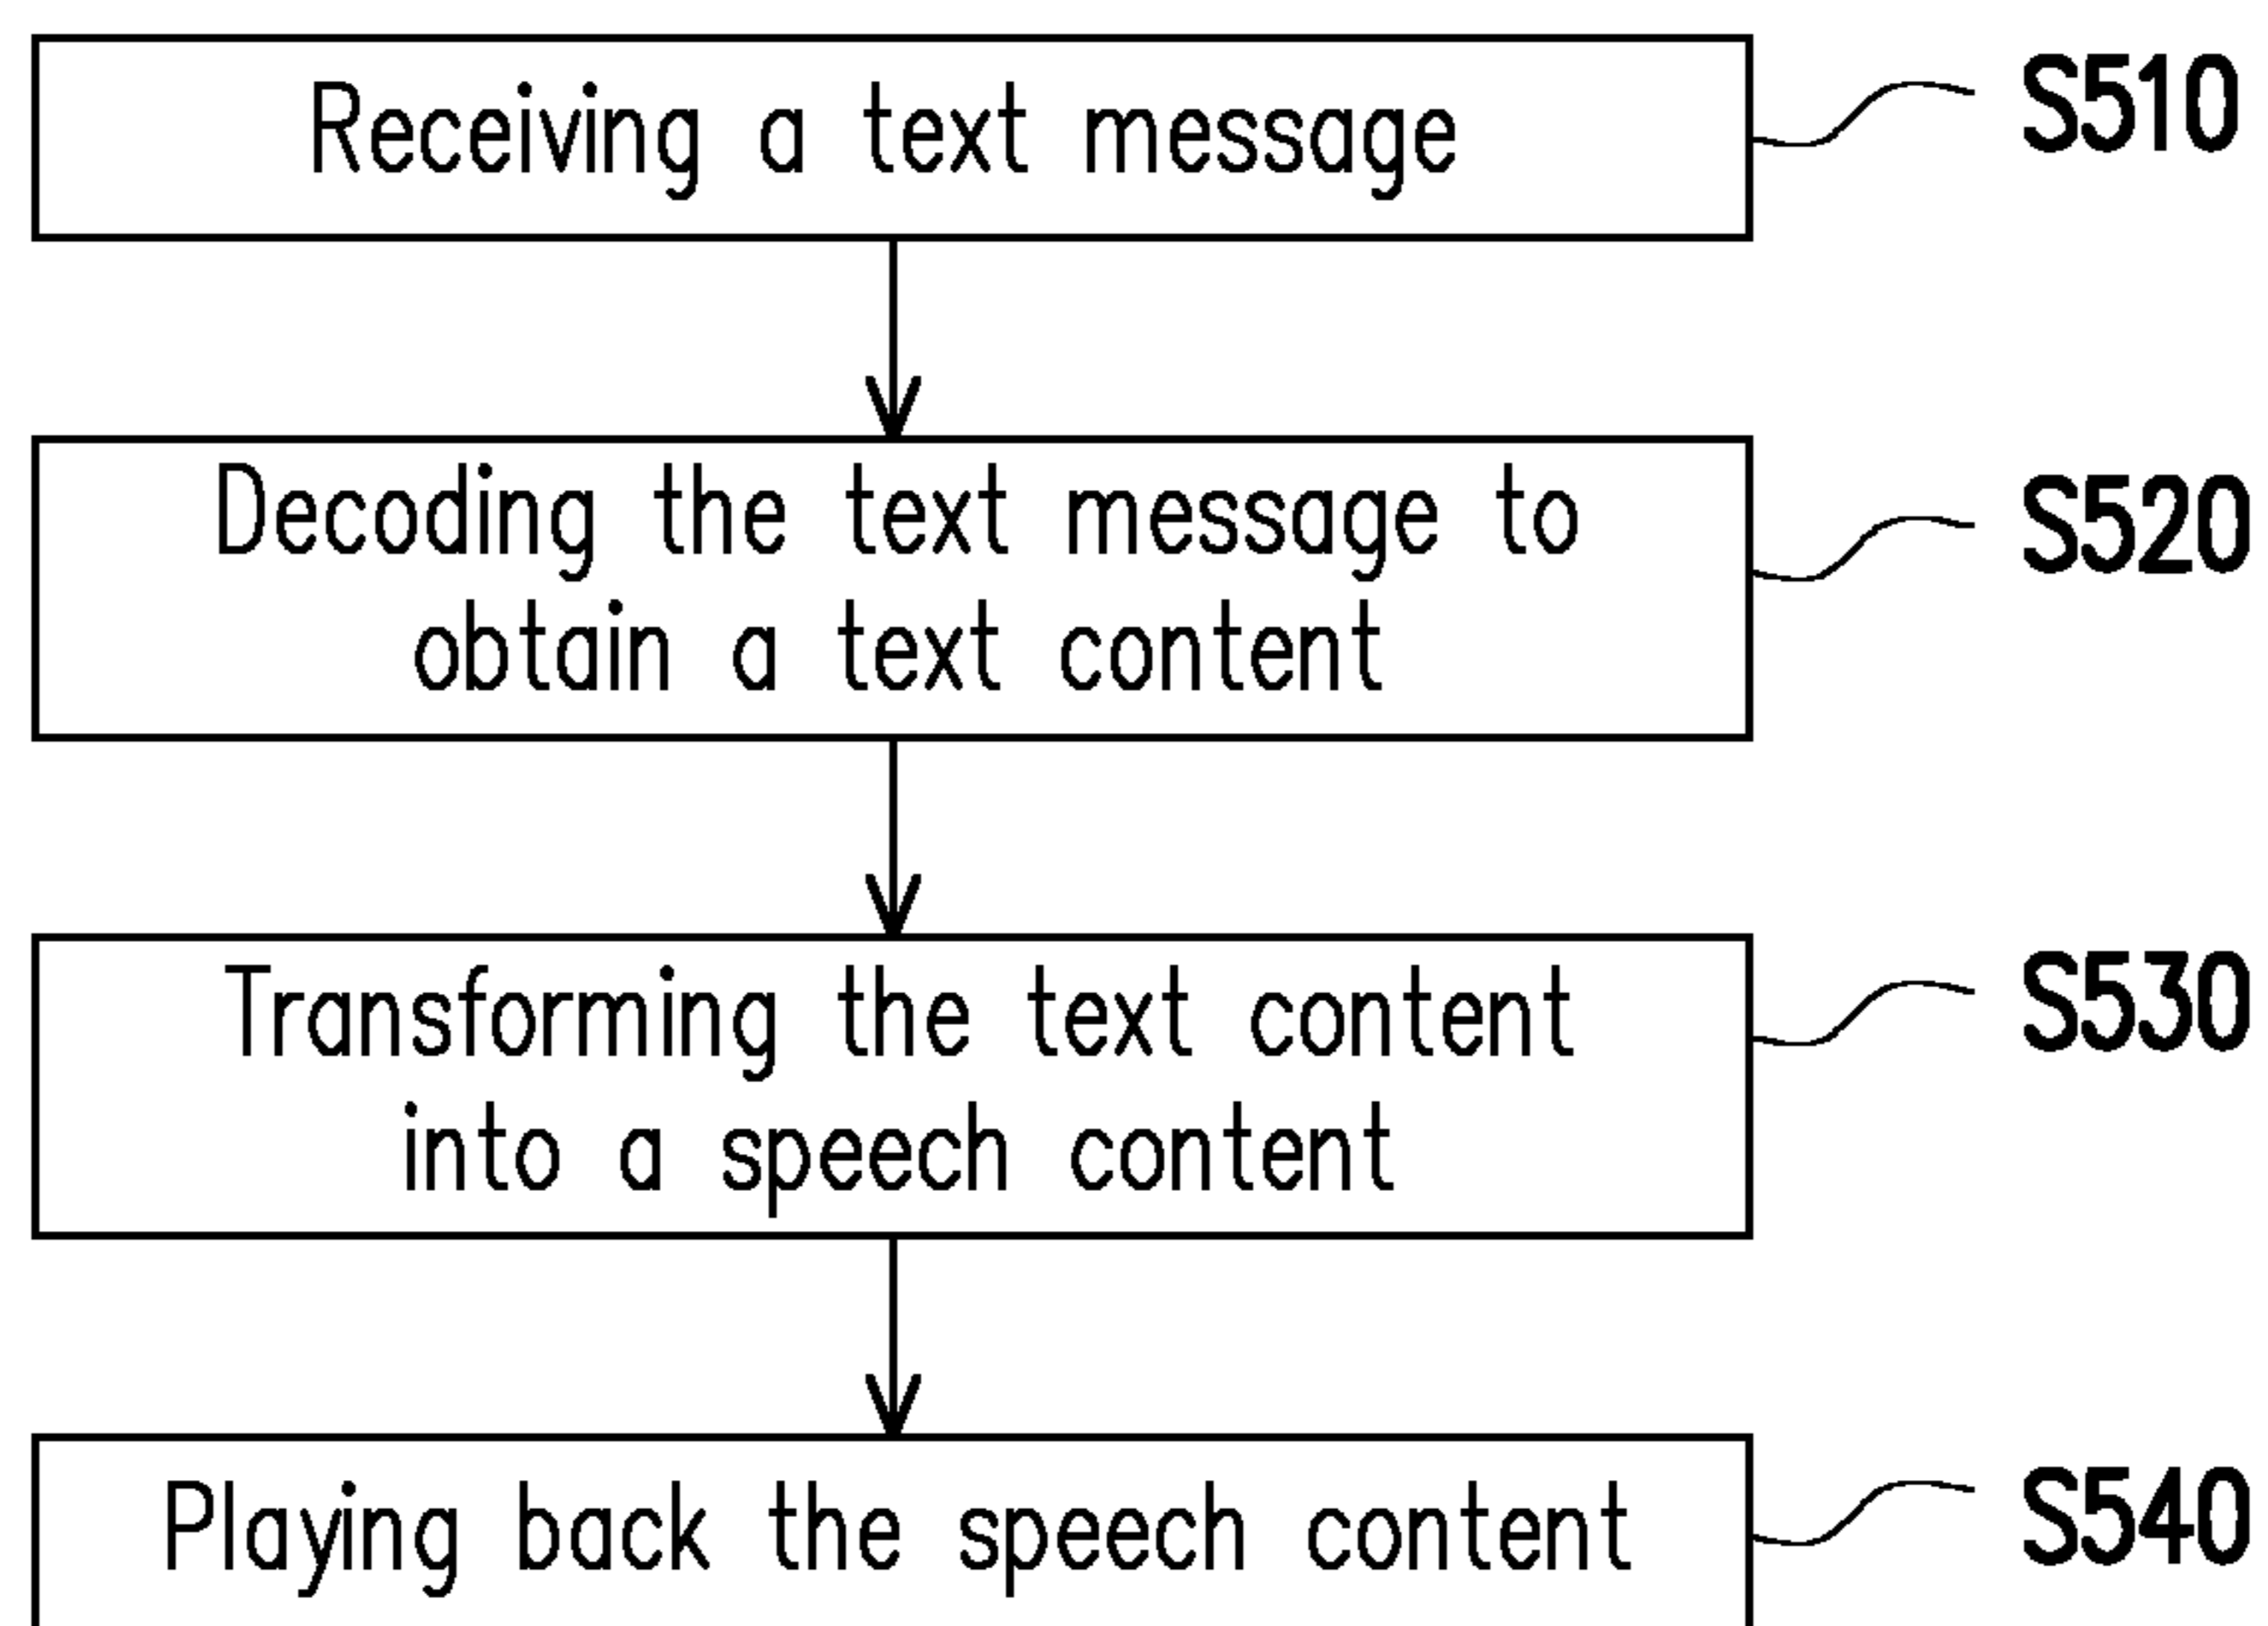 Receiving a text message
S510
Decoding the text message to
obtain a text content
S520
Transforming the text content
into a speech content
S530
Playing back the speech content
S540